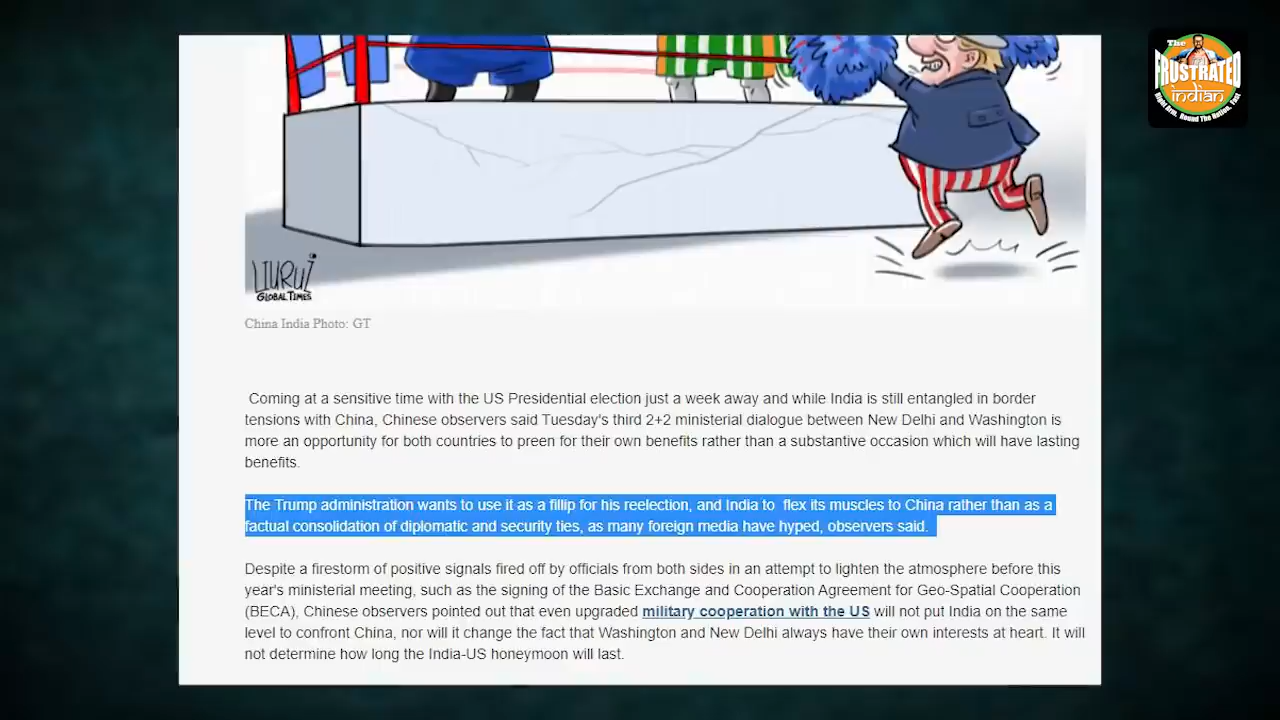 The
FRUSTRATED
indian
Right Arm. Round The Nation. Fast
LIU RUI
GLOBAL TIMES
China India Photo: GT
Coming at a sensitive time with the US Presidential election just a week away and while India is still entangled in border
tensions with China, Chinese observers said Tuesday's third 2+2 ministerial dialogue between New Delhi and Washington is
more an opportunity for both countries to preen for their own benefits rather than a substantive occasion which will have lasting
benefits.
The Trump administration wants to use it as a fillip for his reelection, and India to flex its muscles to China rather than as a
factual consolidation of diplomatic and security ties, as many foreign media have hyped, observers said.
Despite a firestorm of positive signals fired off by officials from both sides in an attempt to lighten the atmosphere before this
year's ministerial meeting, such as the signing of the Basic Exchange and Cooperation Agreement for Geo-Spatial Cooperation
(BECA), Chinese observers pointed out that even upgraded military cooperation with the US will not put India on the same
level to confront China, nor will it change the fact that Washington and New Delhi always have their own interests at heart. It will
not determine how long the India-US honeymoon will last.